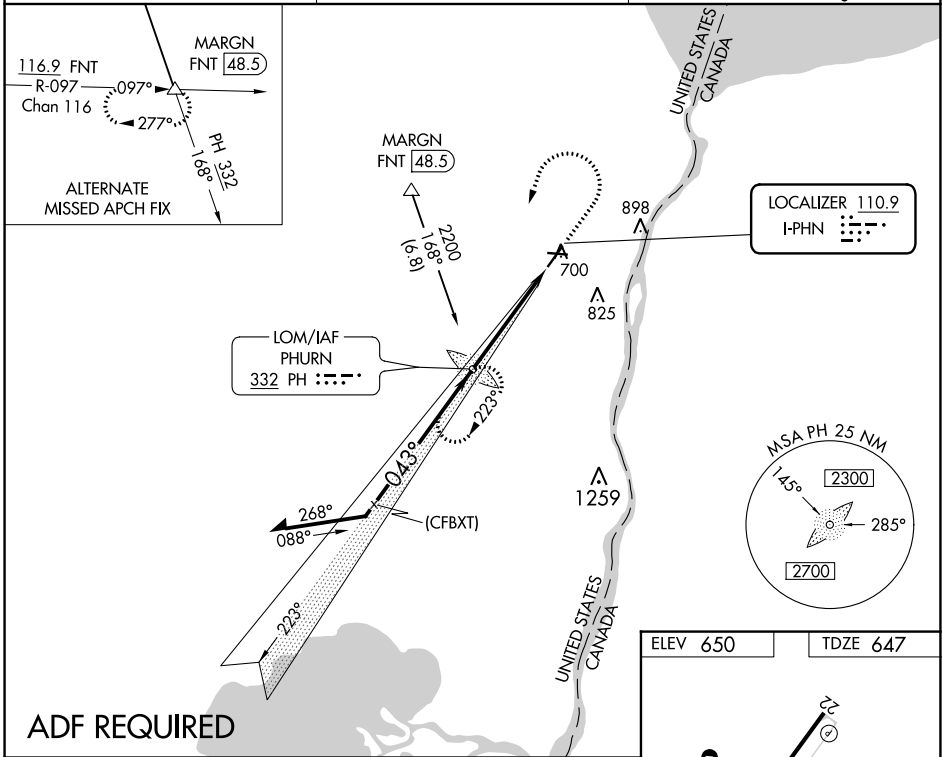 116.9 FNT
R-097
097°
Chan 116
277°
MARGN
FNT 48.5
PH 332
168°
ALTERNATE
MISSED APCH FIX
MARGN
FNT 48.5
2200
168°
(6.8)
UNITED STATES
CANADA
898
700
825
LOCALIZER 110.9
I-PHN
LOM/IAF
PHURN
332 PH
223°
043°
(CFBXT)
268°
088°
1259
223°
MSA PH 25 NM
145°
2300
285°
2700
UNITED STATES
CANADA
ADF REQUIRED
ELEV 650
TDZE 647
22
P